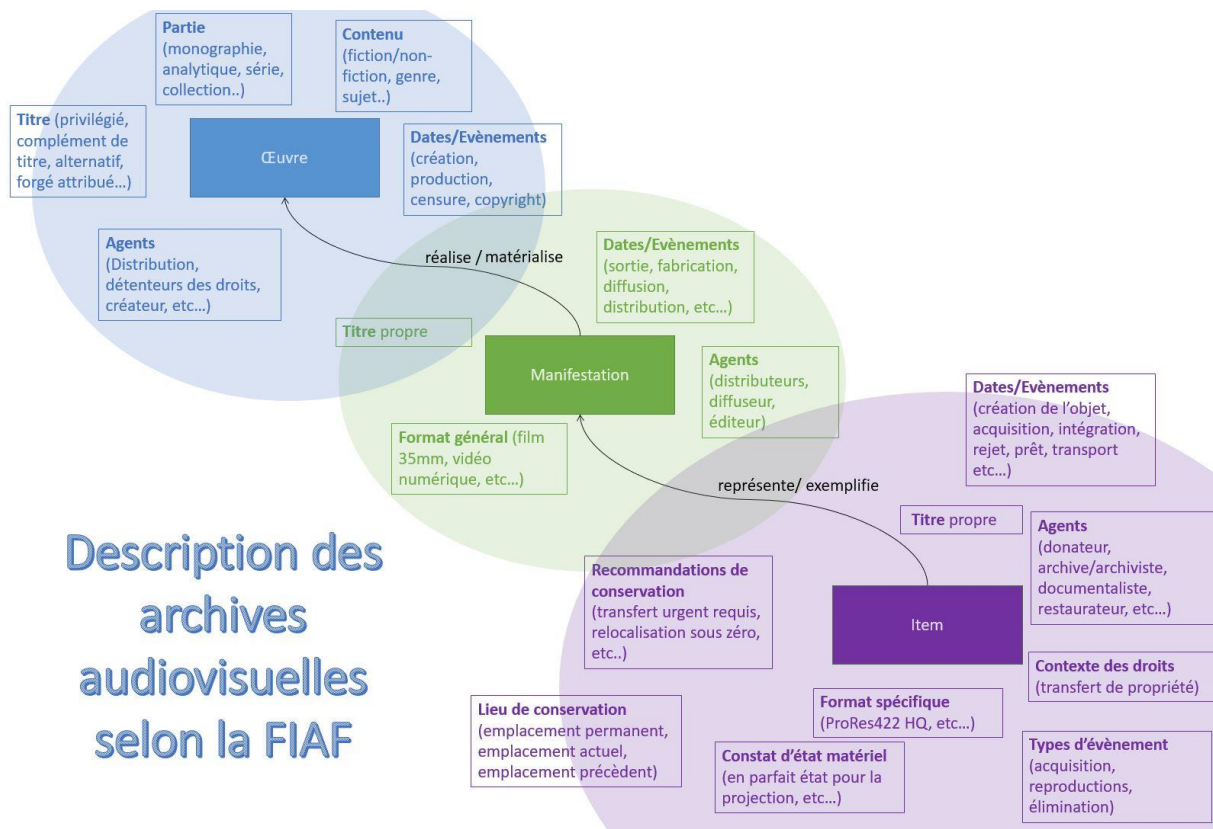 Partie
(monographie,
analytique, série,
collection..)
Contenu
(fiction/non-
fiction, genre,
sujet..)
Titre (privilégié,
complément de
titre, alternatif,
forgé attribué…)
Œuvre
Dates/Evènements
(création,
production,
censure, copyright)
Agents
(Distribution,
détenteurs des droits,
créateur, etc…)
réalise / matérialise
Dates/Evènements
(sortie, fabrication,
diffusion,
distribution, etc…)
Titre propre
Manifestation
Agents
(distributeurs,
diffuseur,
éditeur)
Format général (film
35mm, vidéo
numérique, etc…)
représente/ exemplifie
Dates/Evènements
(création de l’objet,
acquisition, intégration,
rejet, prêt, transport
etc…)
Titre propre
Agents
(donateur,
archive/archiviste,
documentaliste,
restaurateur, etc…)
Recommandations de
conservation
(transfert urgent requis,
relocalisation sous zéro,
etc..)
Item
Contexte des droits
(transfert de propriété)
Format spécifique
(ProRes422 HQ, etc…)
Lieu de conservation
(emplacement permanent,
emplacement actuel,
emplacement précèdent)
Constat d’état matériel
(en parfait état pour la
projection, etc…)
Types d’évènement
(acquisition,
reproductions,
élimination)
Description des
archives
audiovisuelles
selon la FIAF